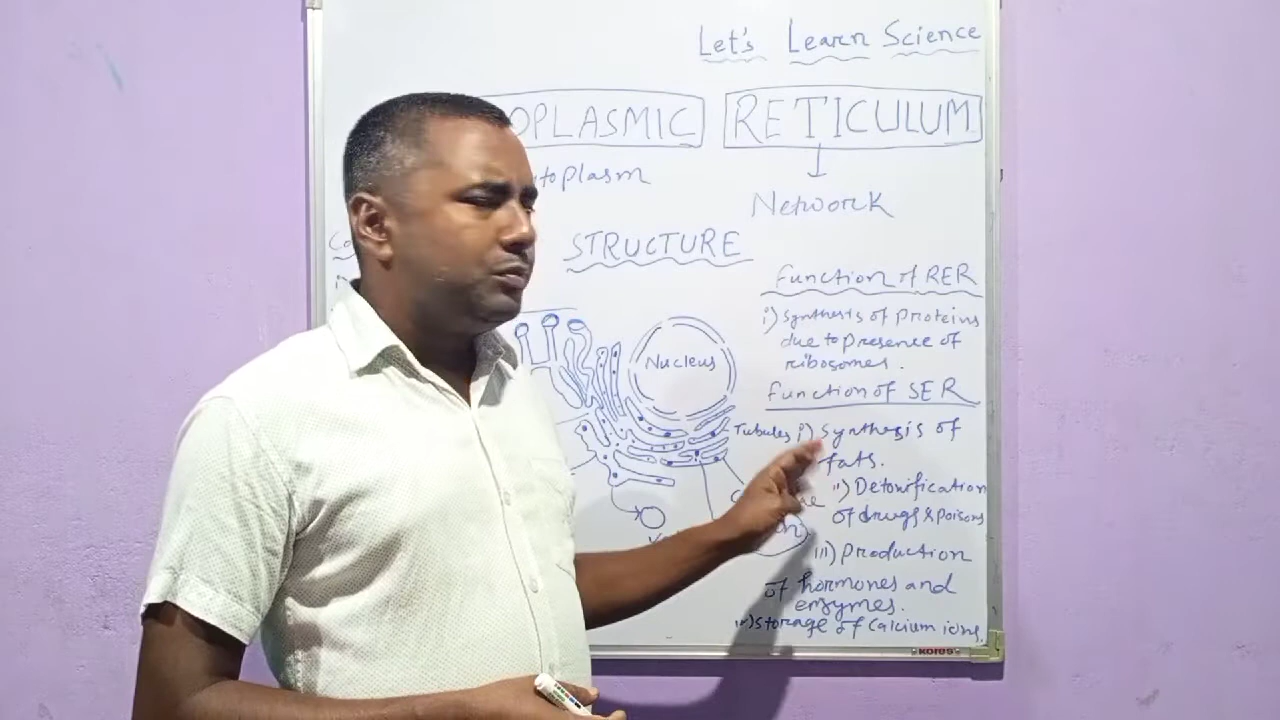 Let's Learn Science
OPLASMIC RETICULUM
toplasm
Network
STRUCTURE
Function of RER
i) Synthesis of Proteins
due to presence of
ribosomes.
Nucleus
Function of SER
Tubules
i) Synthesis of
fats.
ii) Detonification
of drugs & Poisons
iii) Production
of hormones and
enzymes.
iv) Storage of Calcium ions.
kores